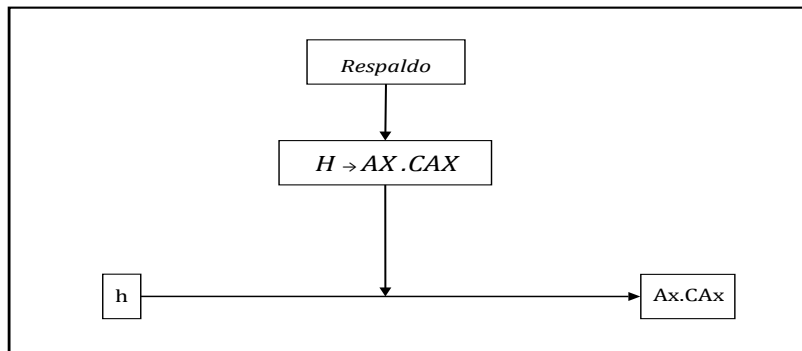 Respaldo
H → AX .CAX
h
Ax.CAx